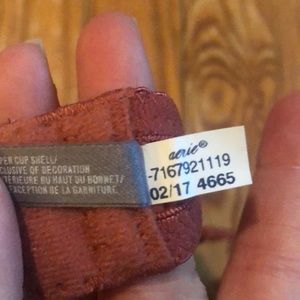 PER CUP SHELL/
CLUSIVE OF DECORATION
TÉRIEURE DU HAUT DU BONNET/
EXCEPTION DE LA GARNITURE.
aerie®
-7167921119
02/17 4665